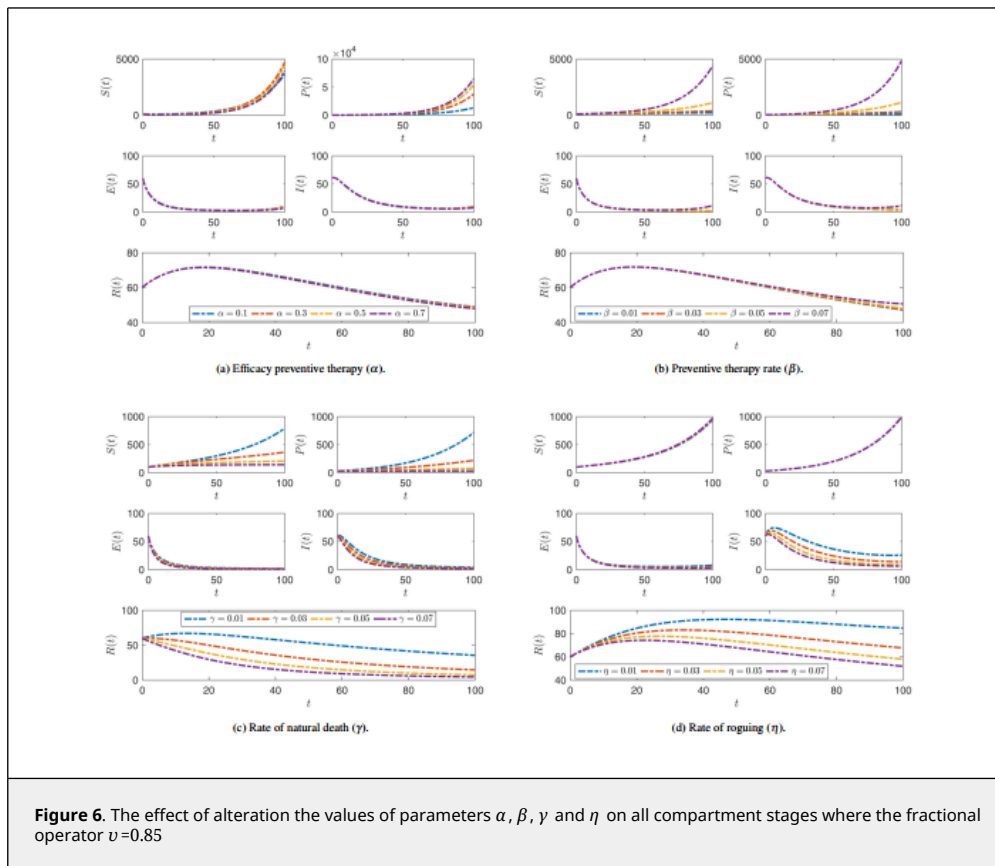 5000
S(t)
0
0 50 100
t
×10⁴
10
P(t)
5
0
0 50 100
t
100
E(t)
50
0
0 50 100
t
100
I(t)
50
0
0 50 100
t
80
R(t)
60
40
α = 0.1 α = 0.3 α = 0.5 α = 0.7
0 20 40 60 80 100
t
(a) Efficacy preventive therapy (α).
5000
S(t)
0
0 50 100
t
5000
P(t)
0
0 50 100
t
100
E(t)
50
0
0 50 100
t
100
I(t)
50
0
0 50 100
t
80
R(t)
60
40
β = 0.01 β = 0.03 β = 0.05 β = 0.07
0 20 40 60 80 100
t
(b) Preventive therapy rate (β).
1000
S(t)
500
0
0 50 100
t
1000
P(t)
500
0
0 50 100
t
100
E(t)
50
0
0 50 100
t
100
I(t)
50
0
0 50 100
t
100
R(t)
50
0
γ = 0.01 γ = 0.03 γ = 0.05 γ = 0.07
0 20 40 60 80 100
t
(c) Rate of natural death (γ).
1000
S(t)
500
0
0 50 100
t
1000
P(t)
500
0
0 50 100
t
100
E(t)
50
0
0 50 100
t
100
I(t)
50
0
0 50 100
t
100
R(t)
80
60
40
η = 0.01 η = 0.03 η = 0.05 η = 0.07
0 20 40 60 80 100
t
(d) Rate of roguing (η).
Figure 6. The effect of alteration the values of parameters α, β, γ and η on all compartment stages where the fractional
operator υ=0.85